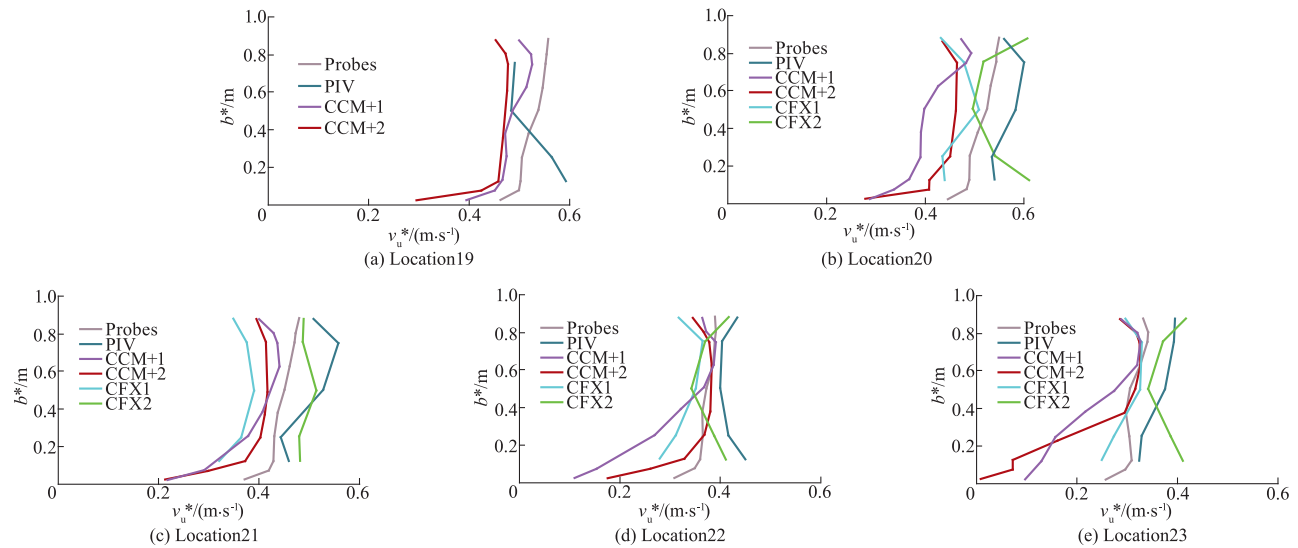 1.0
0.8
0.6
0.4
0.2
0
0.2
0.4
0.6
b*/m
Probes
PIV
CCM+1
CCM+2
vᵤ*/(m·s⁻¹)
(a) Location19
1.0
0.8
0.6
0.4
0.2
0
0.2
0.4
0.6
b*/m
Probes
PIV
CCM+1
CCM+2
CFX1
CFX2
vᵤ*/(m·s⁻¹)
(b) Location20
1.0
0.8
0.6
0.4
0.2
0
0.2
0.4
0.6
b*/m
Probes
PIV
CCM+1
CCM+2
CFX1
CFX2
vᵤ*/(m·s⁻¹)
(c) Location21
1.0
0.8
0.6
0.4
0.2
0
0.2
0.4
0.6
b*/m
Probes
PIV
CCM+1
CCM+2
CFX1
CFX2
vᵤ*/(m·s⁻¹)
(d) Location22
1.0
0.8
0.6
0.4
0.2
0
0.2
0.4
0.6
b*/m
Probes
PIV
CCM+1
CCM+2
CFX1
CFX2
vᵤ*/(m·s⁻¹)
(e) Location23